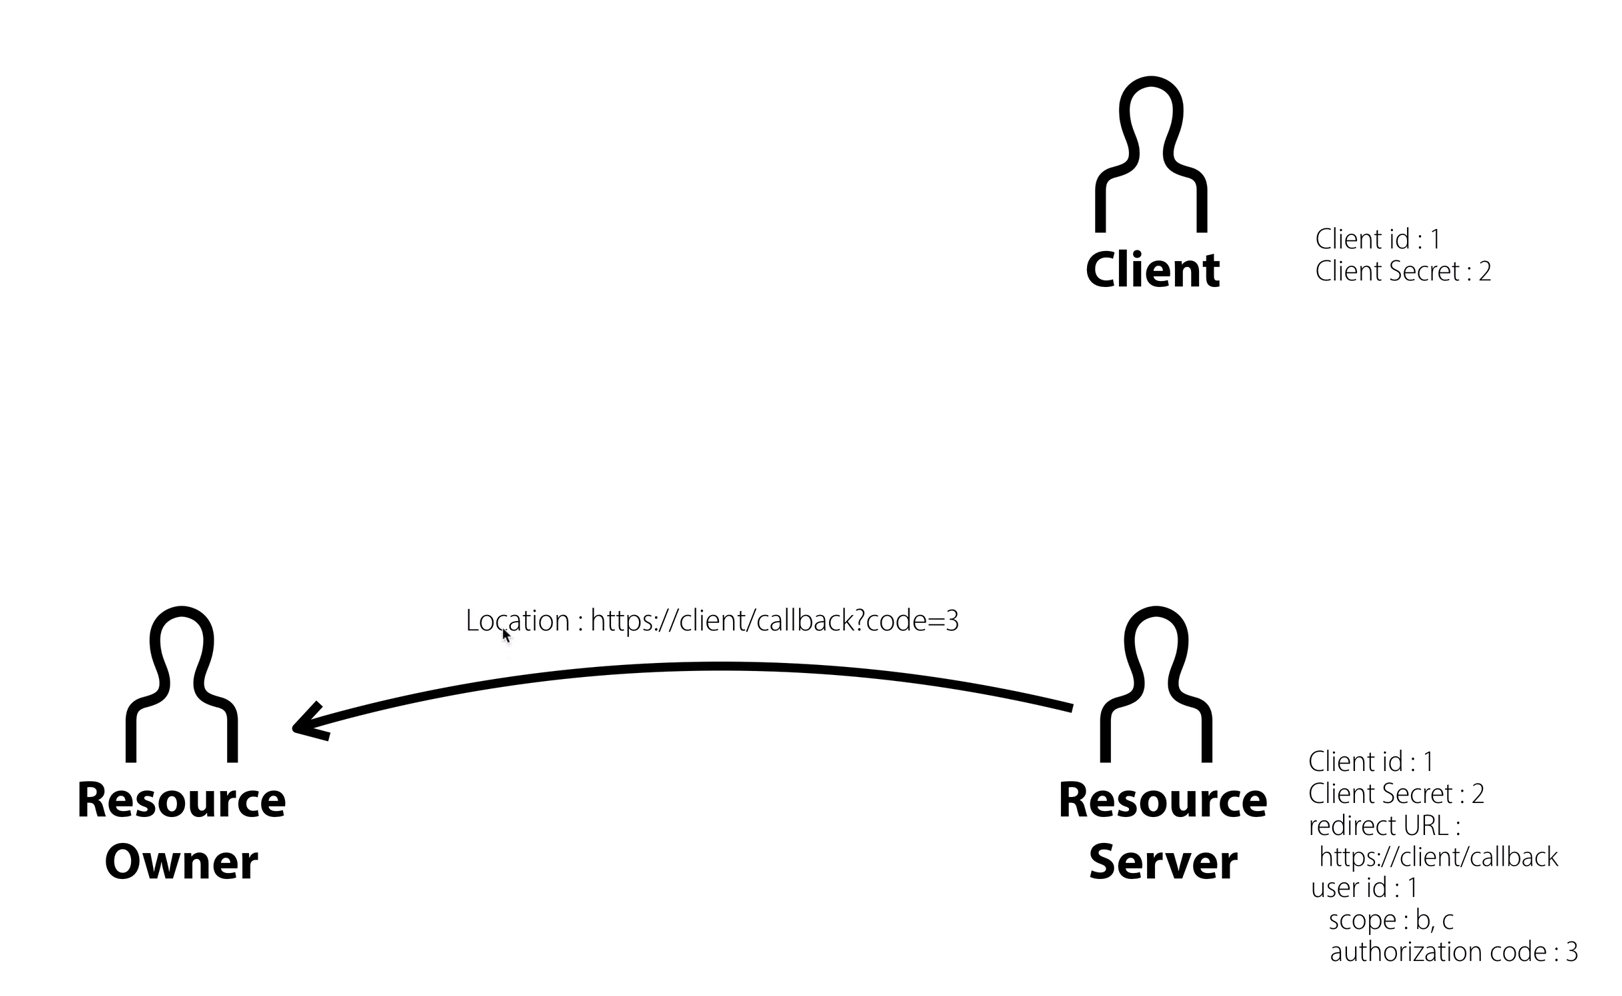 Client
Client id : 1
Client Secret : 2
Location : https://client/callback?code=3
Resource
Owner
Resource
Server
Client id : 1
Client Secret : 2
redirect URL :
https://client/callback
user id : 1
scope : b, c
authorization code : 3